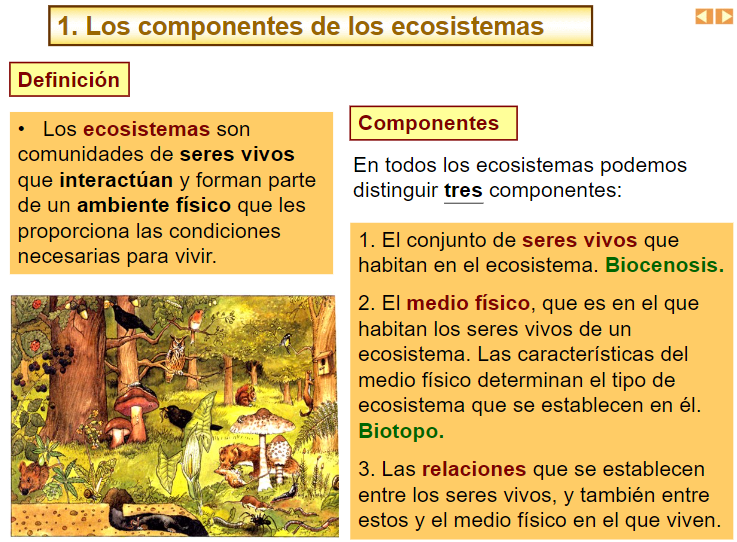 1. Los componentes de los ecosistemas
Definición
• Los ecosistemas son
comunidades de seres vivos
que interactúan y forman parte
de un ambiente físico que les
proporciona las condiciones
necesarias para vivir.
Componentes
En todos los ecosistemas podemos
distinguir tres componentes:
1. El conjunto de seres vivos que
habitan en el ecosistema. Biocenosis.
2. El medio físico, que es en el que
habitan los seres vivos de un
ecosistema. Las características del
medio físico determinan el tipo de
ecosistema que se establecen en él.
Biotopo.
3. Las relaciones que se establecen
entre los seres vivos, y también entre
estos y el medio físico en el que viven.